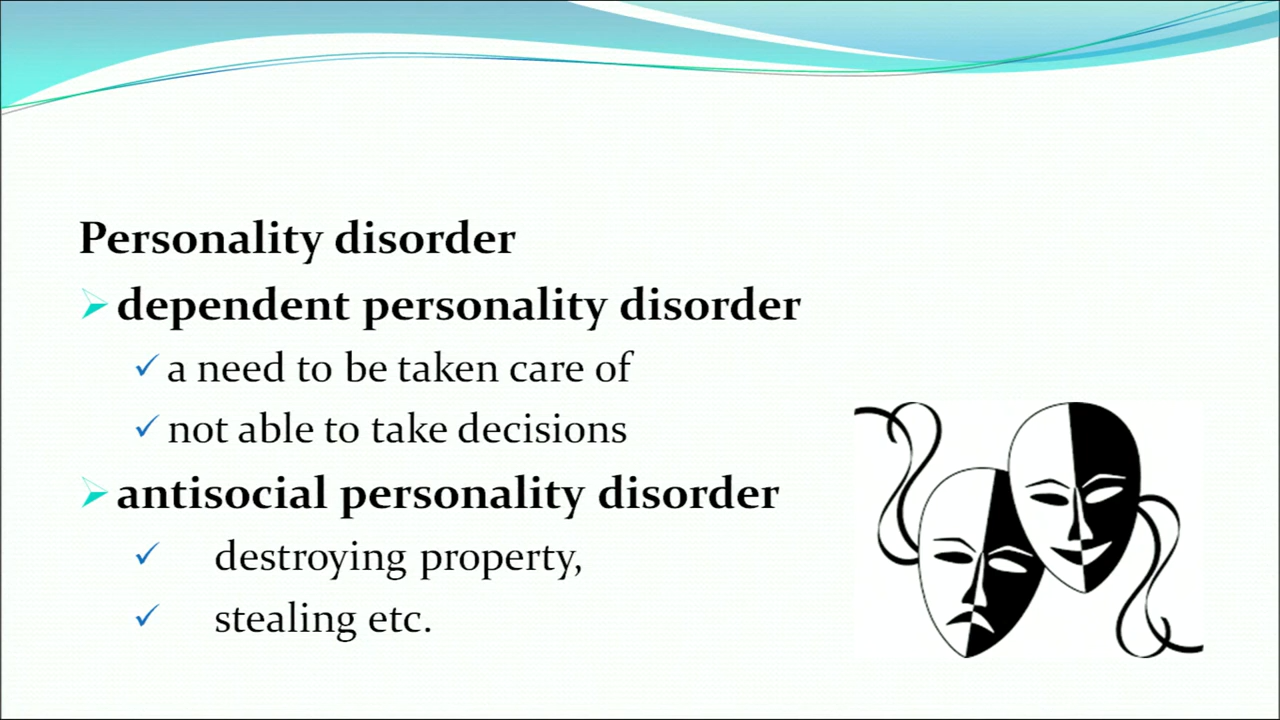 Personality disorder
dependent personality disorder
a need to be taken care of
not able to take decisions
antisocial personality disorder
destroying property,
stealing etc.